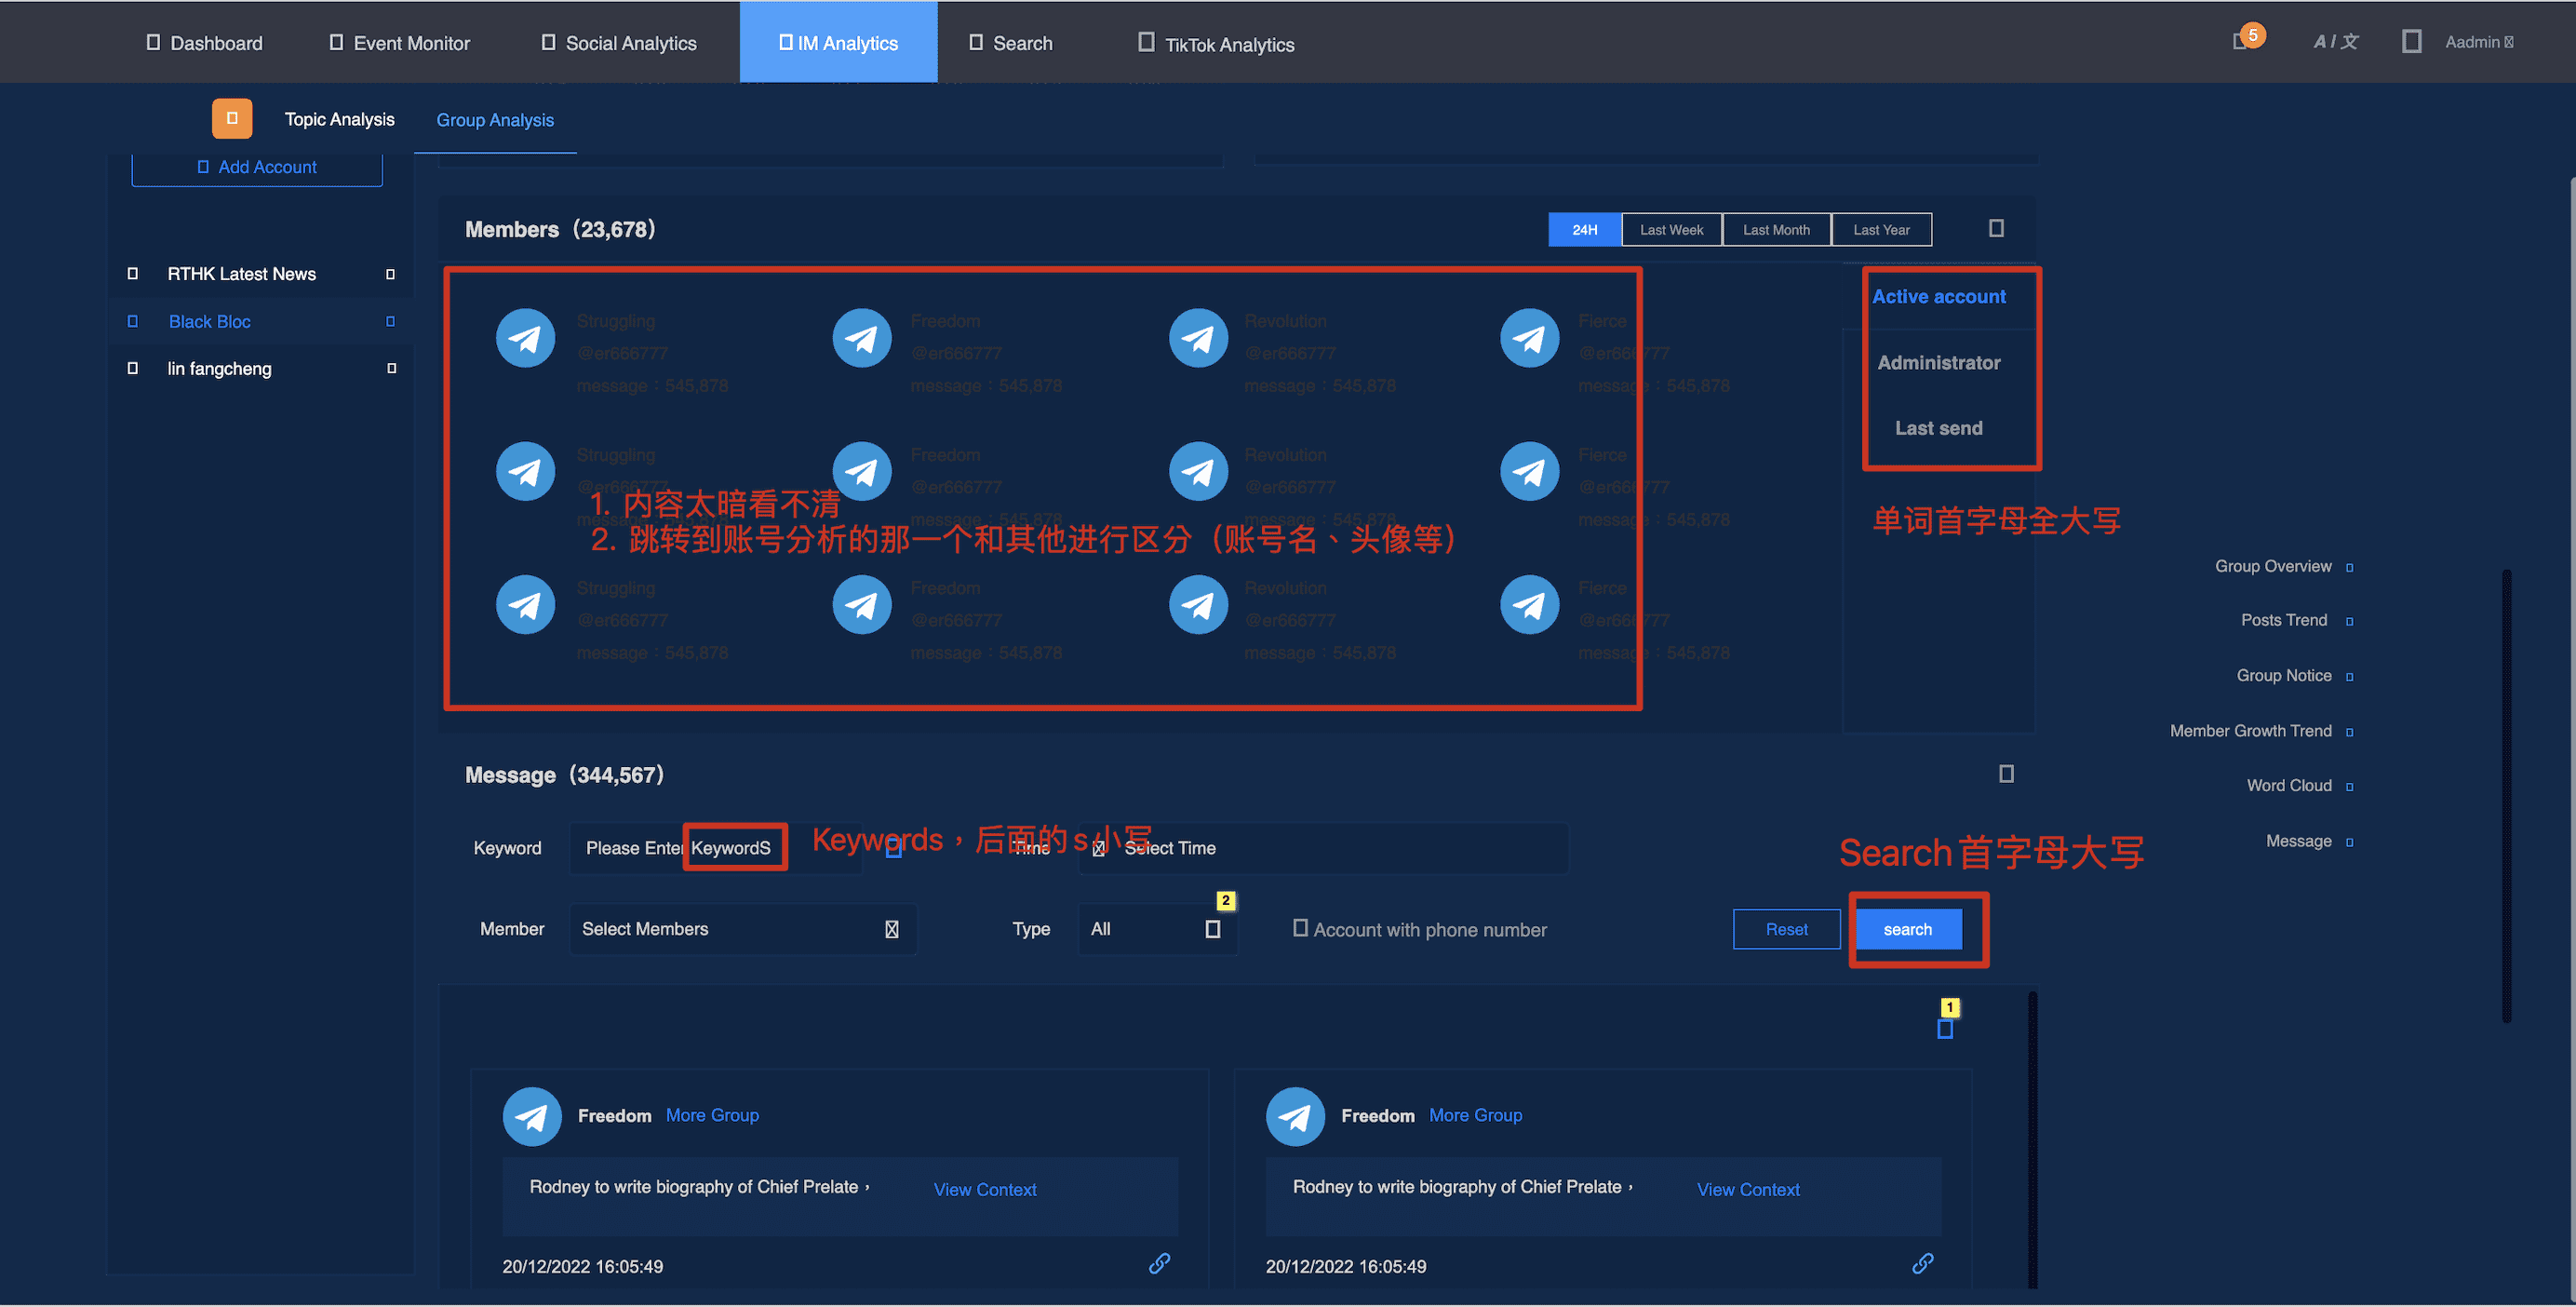 Dashboard
Event Monitor
Social Analytics
IM Analytics
Search
TikTok Analytics
5
A / 文
Aadmin
Topic Analysis
Group Analysis
Add Account
RTHK Latest News
Black Bloc
lin fangcheng
Members（23,678）
24H
Last Week
Last Month
Last Year
Struggling
@er666777
message：545,878
Freedom
@er666777
message：545,878
Revolution
@er666777
message：545,878
Fierce
@er666777
message：545,878
Struggling
@er666777
message：545,878
Freedom
@er666777
message：545,878
Revolution
@er666777
message：545,878
Fierce
@er666777
message：545,878
1. 内容太暗看不清
2. 跳转到账号分析的那一个和其他进行区分（账号名、头像等）
Struggling
@er666777
message：545,878
Freedom
@er666777
message：545,878
Revolution
@er666777
message：545,878
Fierce
@er666777
message：545,878
Active account
Administrator
Last send
单词首字母全大写
Group Overview
Posts Trend
Group Notice
Member Growth Trend
Word Cloud
Message
Message（344,567）
Keyword
Please Enter KeywordS
Keywords，后面的s小写
Time
Select Time
Search首字母大写
Member
Select Members
Type
All
2
Account with phone number
Reset
search
1
Freedom
More Group
Rodney to write biography of Chief Prelate，
View Context
20/12/2022 16:05:49
Freedom
More Group
Rodney to write biography of Chief Prelate，
View Context
20/12/2022 16:05:49